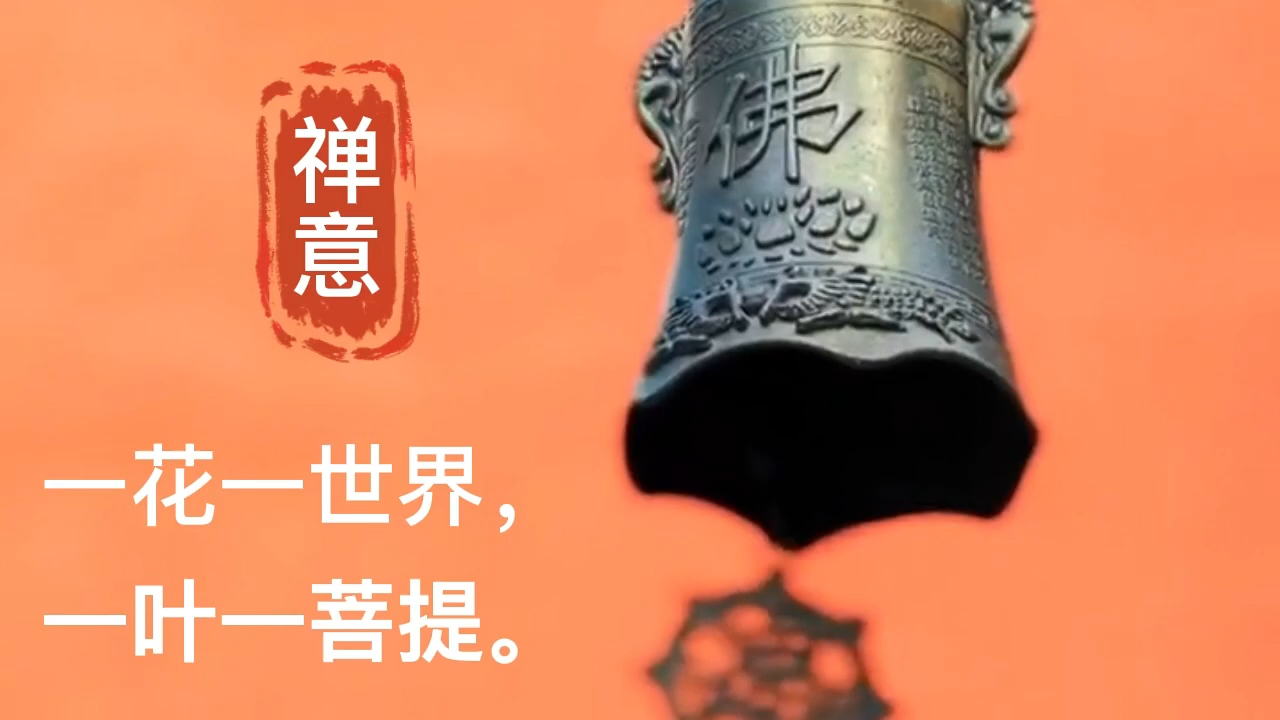 禅意
一花一世界，
一叶一菩提。
佛